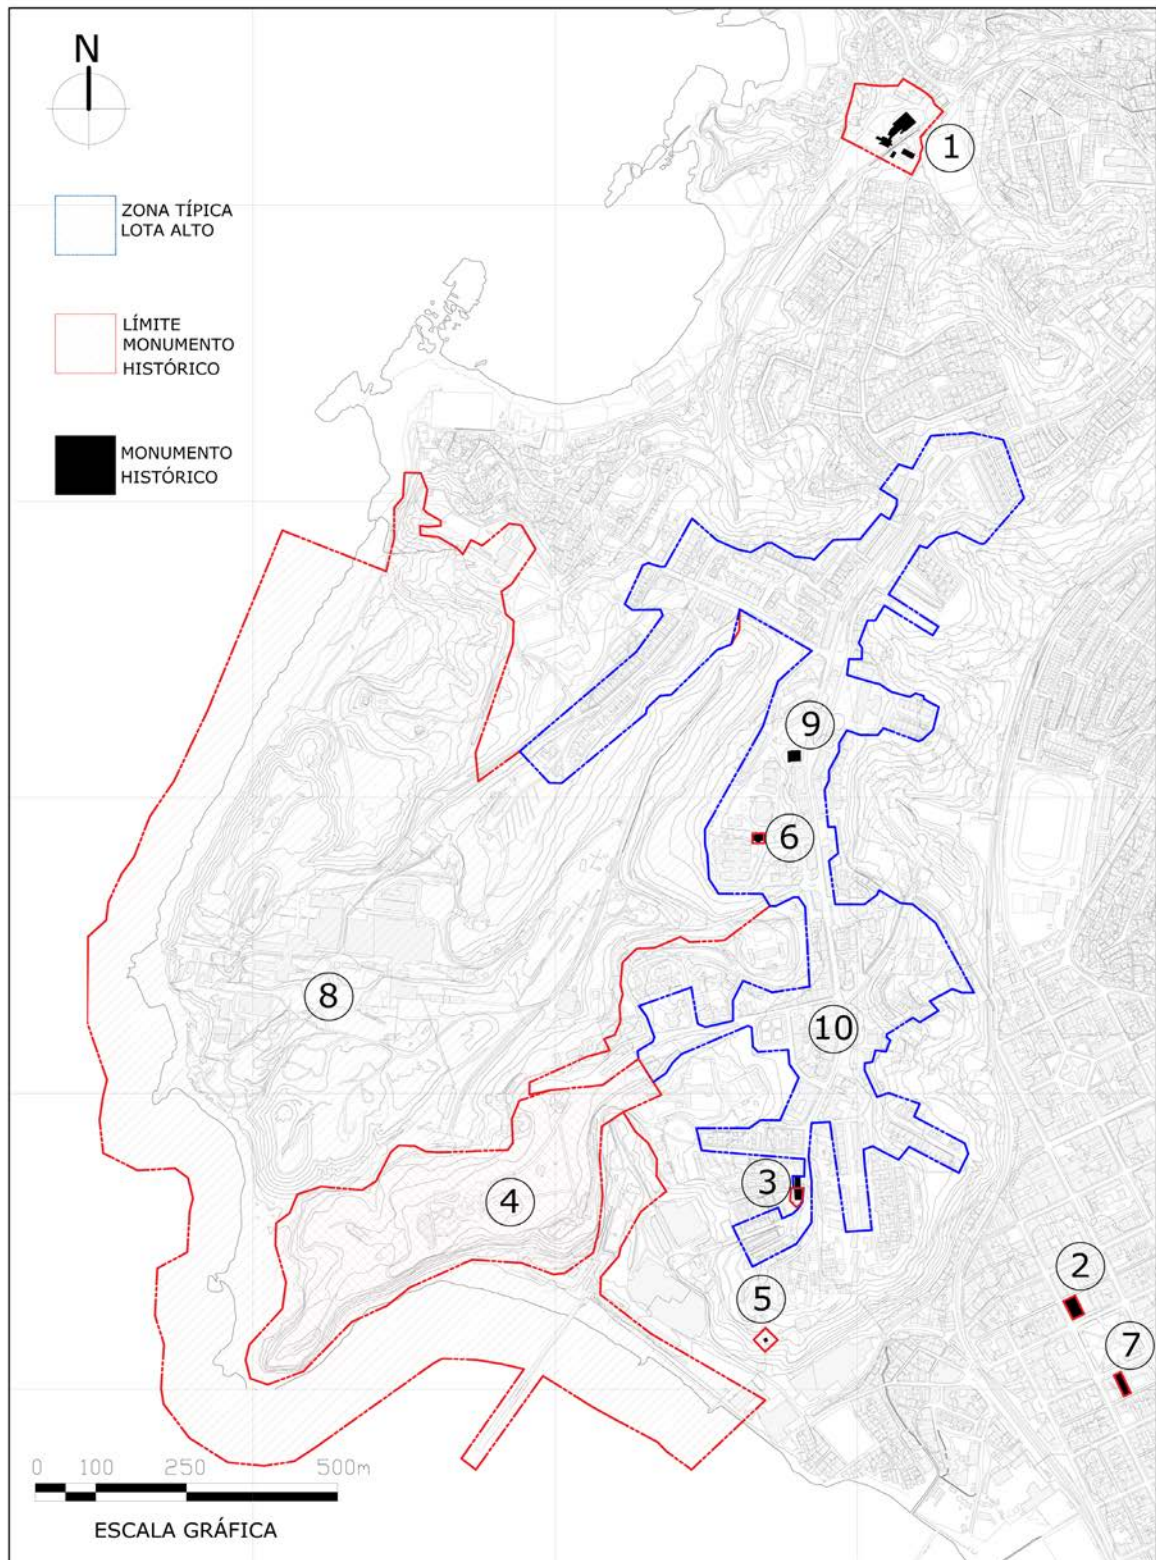 N
ZONA TÍPICA
LOTA ALTO
LÍMITE
MONUMENTO
HISTÓRICO
MONUMENTO
HISTÓRICO
1
9
6
8
10
3
4
5
2
7
0 100 250 500m
ESCALA GRÁFICA